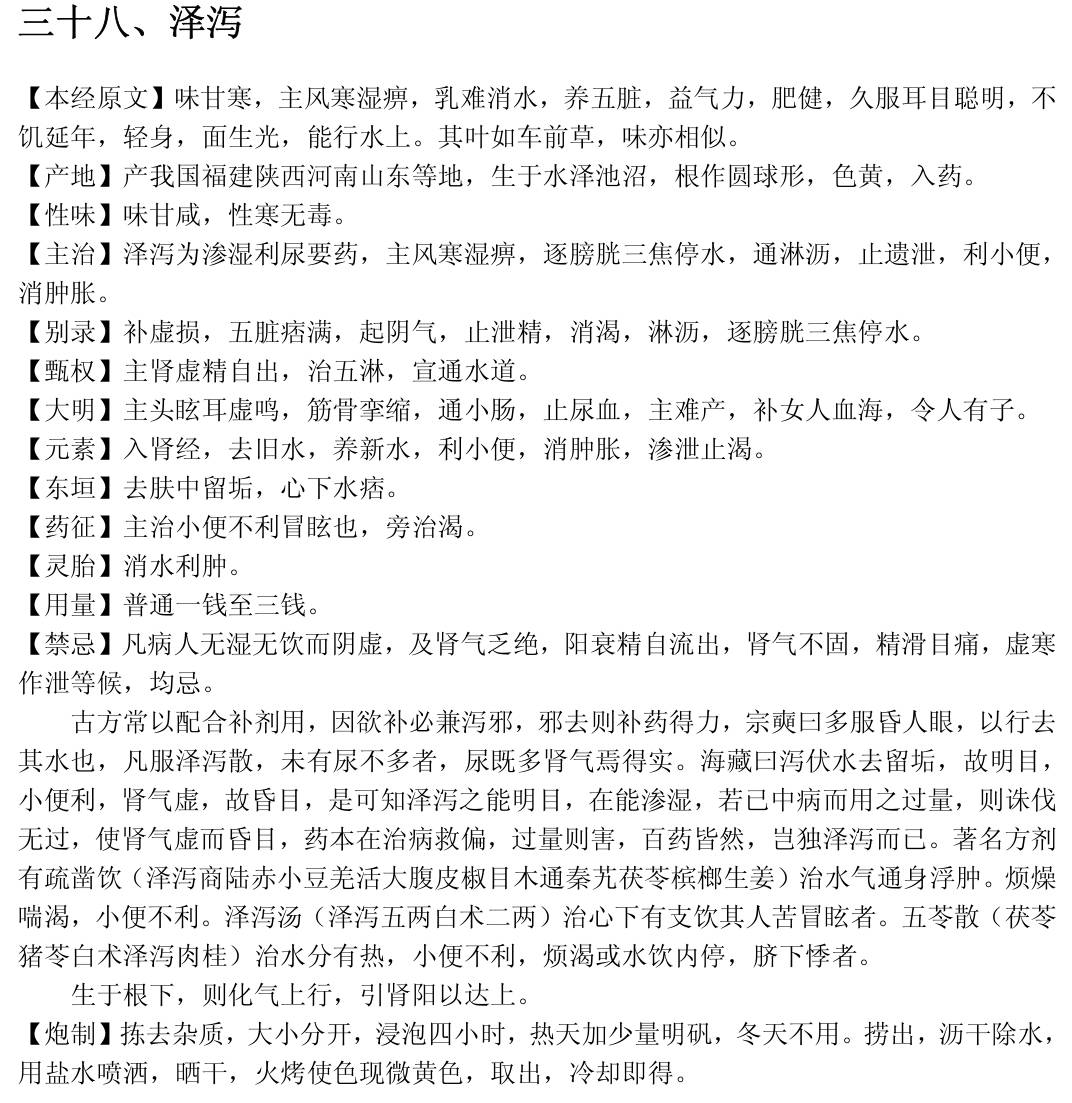 三十八、泽泻
【本经原文】味甘寒，主风寒湿痹，乳难消水，养五脏，益气力，肥健，久服耳目聪明，不
饥延年，轻身，面生光，能行水上。其叶如车前草，味亦相似。
【产地】产我国福建陕西河南山东等地，生于水泽池沼，根作圆球形，色黄，入药。
【性味】味甘咸，性寒无毒。
【主治】泽泻为渗湿利尿要药，主风寒湿痹，逐膀胱三焦停水，通淋沥，止遗泄，利小便，
消肿胀。
【别录】补虚损，五脏痞满，起阴气，止泄精，消渴，淋沥，逐膀胱三焦停水。
【甄权】主肾虚精自出，治五淋，宣通水道。
【大明】主头眩耳虚鸣，筋骨挛缩，通小肠，止尿血，主难产，补女人血海，令人有子。
【元素】入肾经，去旧水，养新水，利小便，消肿胀，渗泄止渴。
【东垣】去肤中留垢，心下水痞。
【药征】主治小便不利冒眩也，旁治渴。
【灵胎】消水利肿。
【用量】普通一钱至三钱。
【禁忌】凡病人无湿无饮而阴虚，及肾气乏绝，阳衰精自流出，肾气不固，精滑目痛，虚寒
作泄等候，均忌。
古方常以配合补剂用，因欲补必兼泻邪，邪去则补药得力，宗奭曰多服昏人眼，以行去
其水也，凡服泽泻散，未有尿不多者，尿既多肾气焉得实。海藏曰泻伏水去留垢，故明目，
小便利，肾气虚，故昏目，是可知泽泻之能明目，在能渗湿，若已中病而用之过量，则诛伐
无过，使肾气虚而昏目，药本在治病救偏，过量则害，百药皆然，岂独泽泻而已。著名方剂
有疏凿饮（泽泻商陆赤小豆羌活大腹皮椒目木通秦艽茯苓槟榔生姜）治水气通身浮肿。烦燥
喘渴，小便不利。泽泻汤（泽泻五两白术二两）治心下有支饮其人苦冒眩者。五苓散（茯苓
猪苓白术泽泻肉桂）治水分有热，小便不利，烦渴或水饮内停，脐下悸者。
生于根下，则化气上行，引肾阳以达上。
【炮制】拣去杂质，大小分开，浸泡四小时，热天加少量明矾，冬天不用。捞出，沥干除水，
用盐水喷洒，晒干，火烤使色现微黄色，取出，冷却即得。